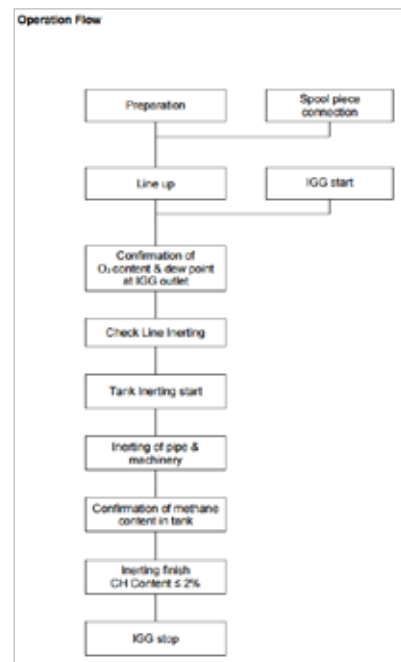 Operation Flow
Preparation
Spool piece
connection
Line up
IGG start
Confirmation of
O₂ content & dew point
at IGG outlet
Check Line Inerting
Tank Inerting start
Inerting of pipe &
machinery
Confirmation of methane
content in tank
Inerting finish
CH Content ≤ 2%
IGG stop